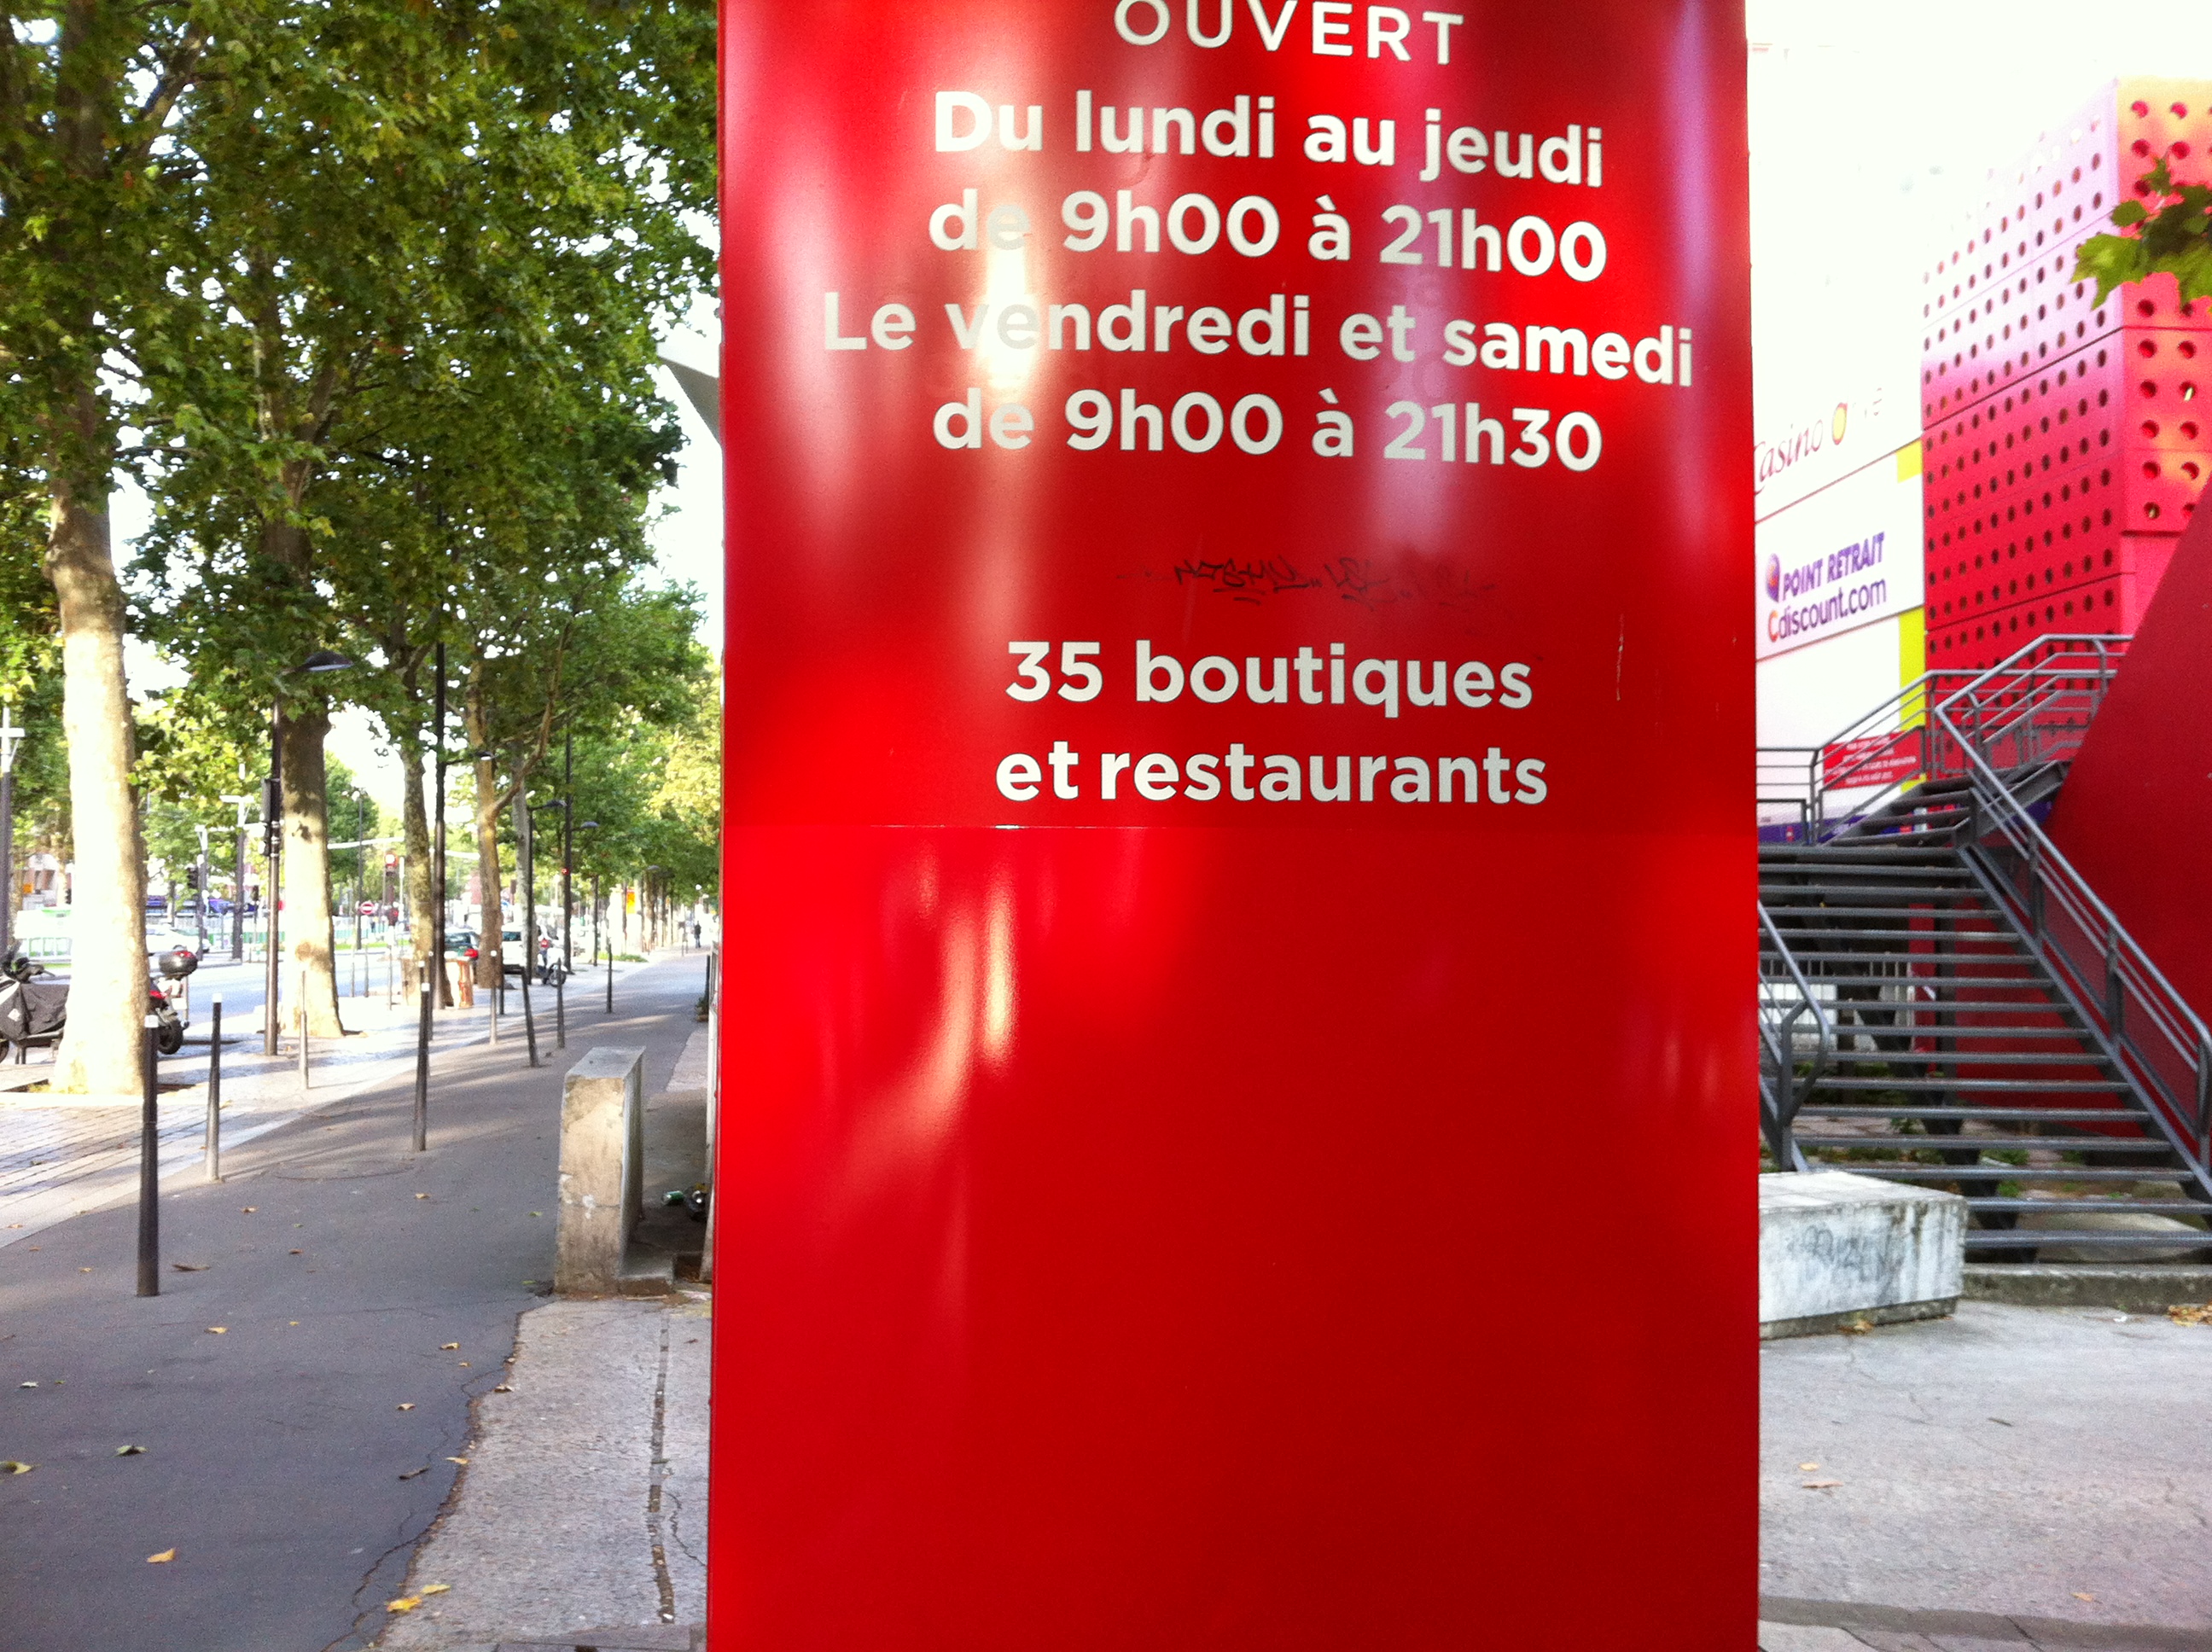 OUVERT
Du lundi au jeudi
de 9h00 à 21h00
Le vendredi et samedi
de 9h00 à 21h30
35 boutiques
et restaurants
Casino
POINT RETRAIT
Cdiscount.com